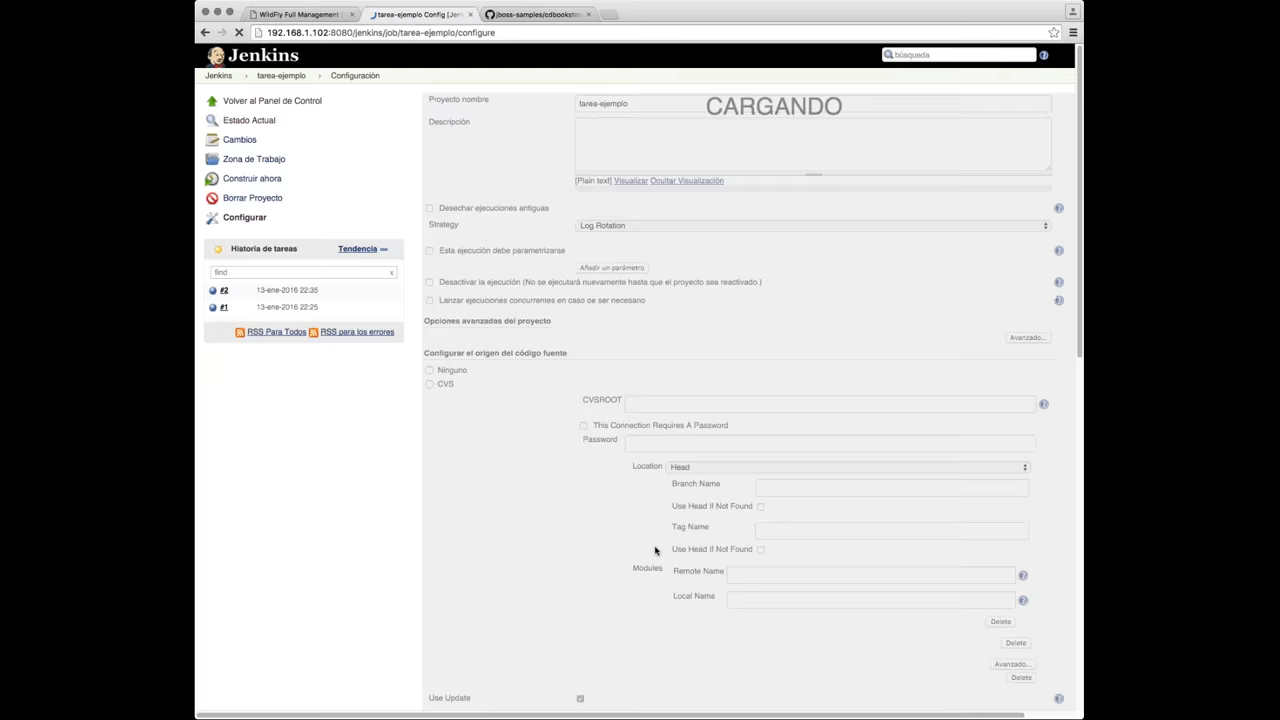 WildFly Full Management
tarea-ejemplo Config [Jen
jboss-samples/cdbookstor
192.168.1.102:8080/jenkins/job/tarea-ejemplo/configure
Jenkins
búsqueda
Jenkins
tarea-ejemplo
Configuración
Volver al Panel de Control
Estado Actual
Cambios
Zona de Trabajo
Construir ahora
Borrar Proyecto
Configurar
Historia de tareas
Tendencia
find
x
#2 13-ene-2016 22:35
#1 13-ene-2016 22:25
RSS Para Todos
RSS para los errores
Proyecto nombre
tarea-ejemplo
CARGANDO
Descripción
[Plain text] Visualizar Ocultar Visualización
Desechar ejecuciones antiguas
Strategy
Log Rotation
Esta ejecución debe parametrizarse
Añadir un parámetro
Desactivar la ejecución (No se ejecutará nuevamente hasta que el proyecto sea reactivado.)
Lanzar ejecuciones concurrentes en caso de ser necesario
Opciones avanzadas del proyecto
Avanzado...
Configurar el origen del código fuente
Ninguno
CVS
CVSROOT
This Connection Requires A Password
Password
Location
Head
Branch Name
Use Head If Not Found
Tag Name
Use Head If Not Found
Modules
Remote Name
Local Name
Delete
Delete
Avanzado...
Delete
Use Update